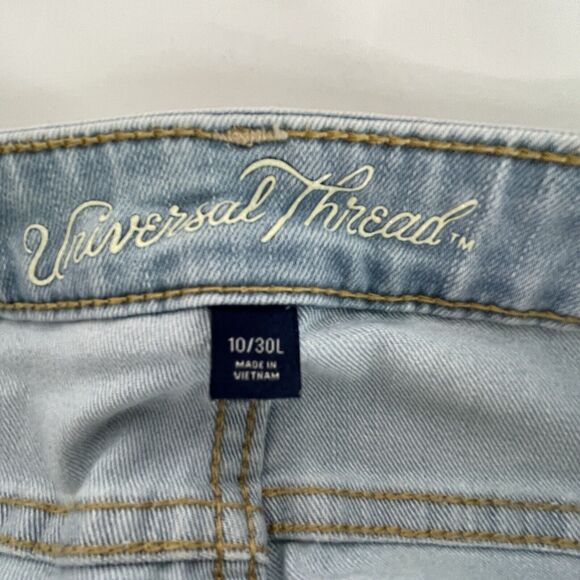 Universal Thread™
10/30L
MADE IN
VIETNAM